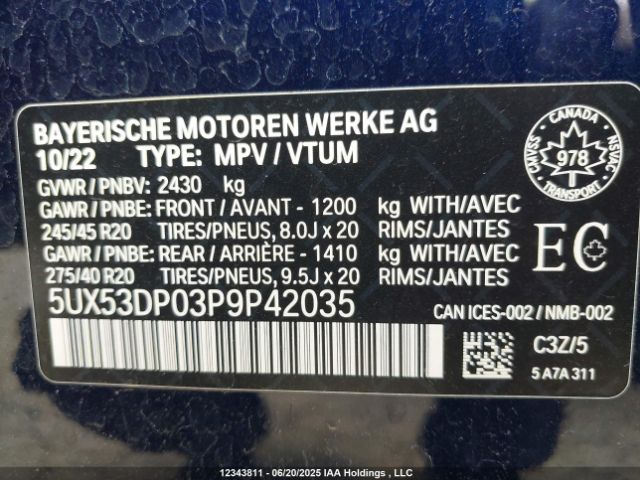 BAYERISCHE MOTOREN WERKE AG
10/22 TYPE: MPV / VTUM
GVWR / PNBV: 2430 kg
GAWR / PNBE: FRONT / AVANT - 1200 kg WITH/AVEC
245/45 R20 TIRES/PNEUS, 8.0J x 20 RIMS/JANTES
GAWR / PNBE: REAR / ARRIÈRE - 1410 kg WITH/AVEC
275/40 R20 TIRES/PNEUS, 9.5J x 20 RIMS/JANTES
5UX53DP03P9P42035
CANADA
CMVSS NSVAC
978
TRANSPORT
EC
CAN ICES-002 / NMB-002
C3Z/5
5 A7A 311
12343811 - 06/20/2025 IAA Holdings , LLC